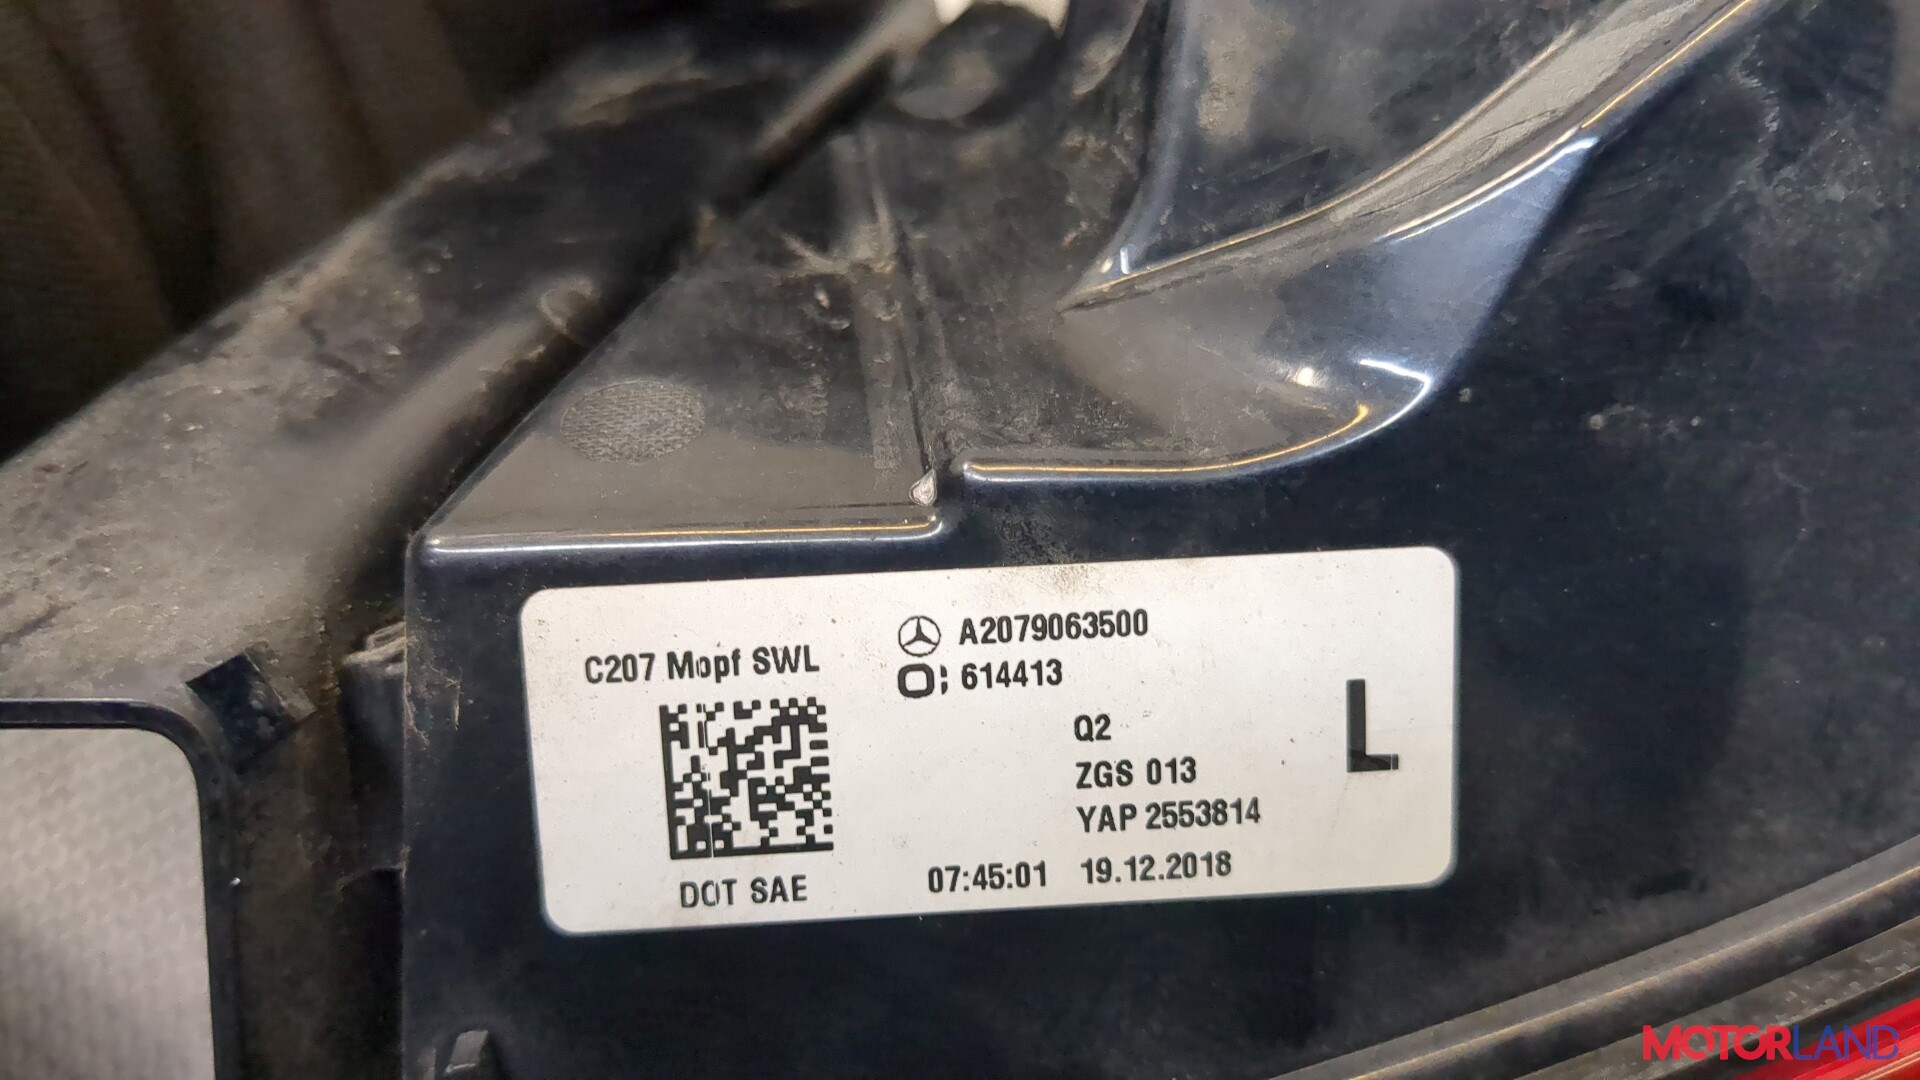 C207 Mopf SWL
DOT SAE
A2079063500
614413
Q2
ZGS 013
YAP 2553814
07:45:01 19.12.2018
L
MOTORLAND